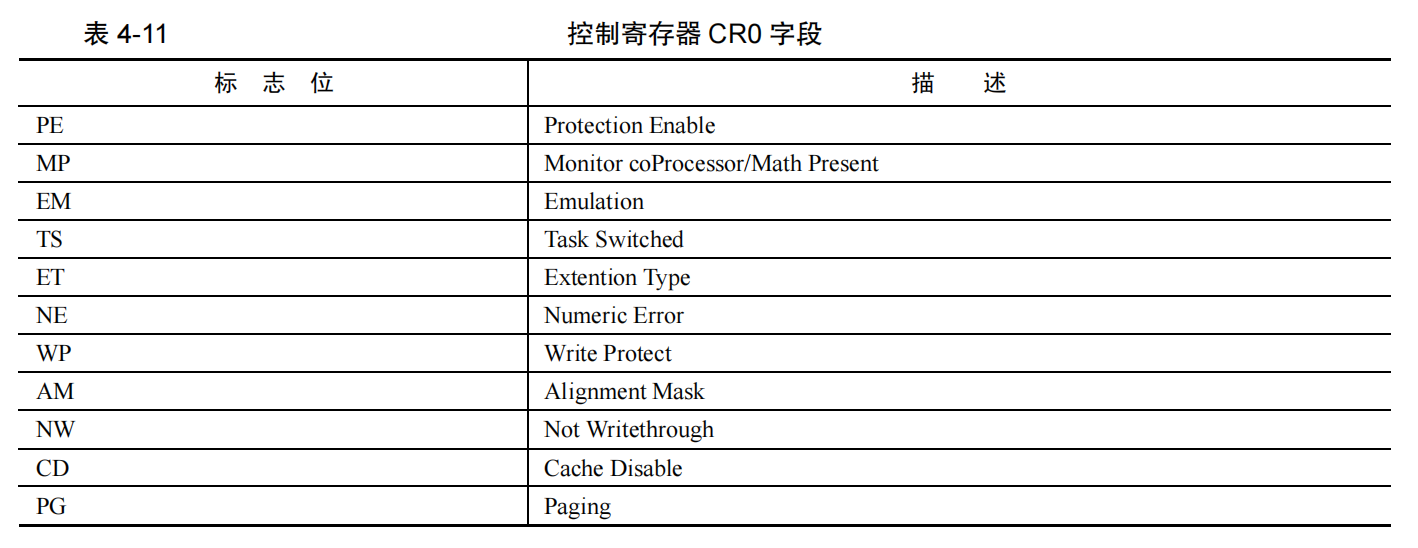 表 4-11 控制寄存器 CR0 字段
标 志 位 描 述
PE Protection Enable
MP Monitor coProcessor/Math Present
EM Emulation
TS Task Switched
ET Extention Type
NE Numeric Error
WP Write Protect
AM Alignment Mask
NW Not Writethrough
CD Cache Disable
PG Paging